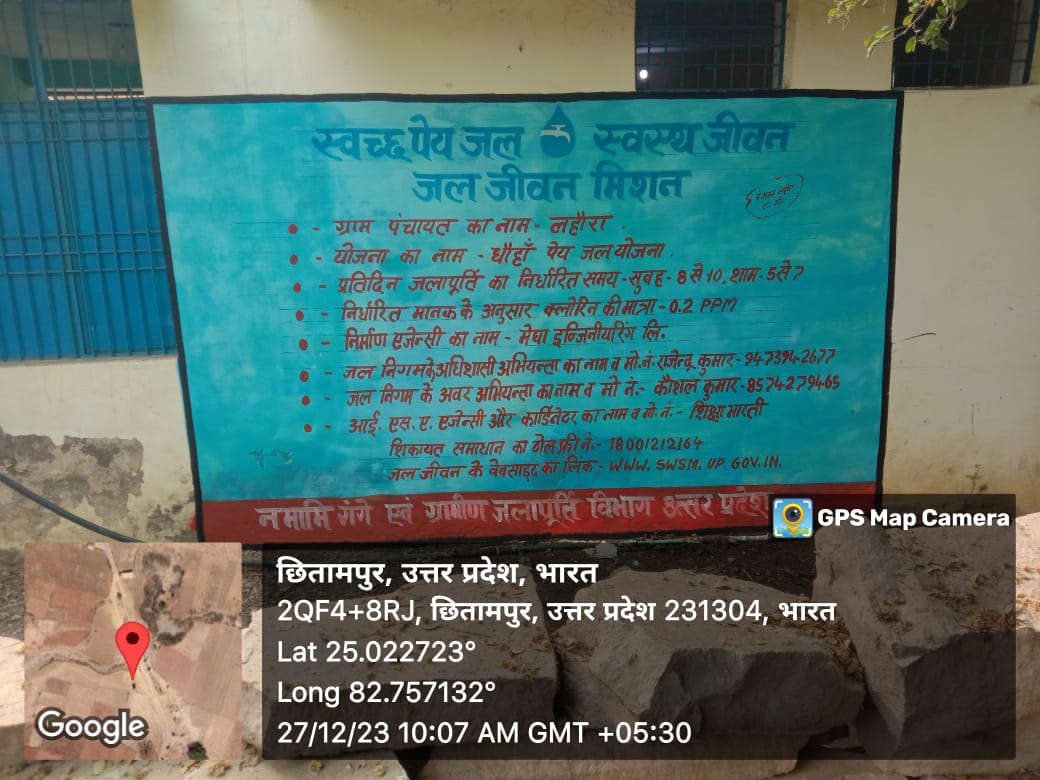 स्वच्छ पेय जल स्वस्थ जीवन
जल जीवन मिशन
- ग्राम पंचायत का नाम - लहौरा .
- योजना का नाम - धौहाँ पेय जल योजना .
- प्रतिदिन जलापूर्ति का निर्धारित समय - सुबह - 8 से 10, शाम - 5 से 7
- निर्धारित मानक के अनुसार क्लोरिन की मात्रा - 0.2 PPM
- निर्माण एजेन्सी का नाम - मेघा इन्जिनीयरिंग लि.
- जल निगम के अधिशासी अभियन्ता का नाम व मो.नं. राजेन्द्र कुमार - 9473942677
- जल निगम के अवर अभियन्ता का नाम व मो नं. - कौशल कुमार - 8574279465
- आई. एस. ए. एजेन्सी और कार्डिनेटर का नाम व मो. नं. - शिक्षा भारती
शिकायत समाधान का टोल फ्री नं. - 18001212164
जल जीवन के वेबसाइट का लिंक - WWW. SWSM. UP. GOV. IN.
नमामि गंगे एवं ग्रामीण जलापूर्ति विभाग उत्तर प्रदेश
GPS Map Camera
छितामपुर, उत्तर प्रदेश, भारत
2QF4+8RJ, छितामपुर, उत्तर प्रदेश 231304, भारत
Lat 25.022723°
Long 82.757132°
27/12/23 10:07 AM GMT +05:30
Google